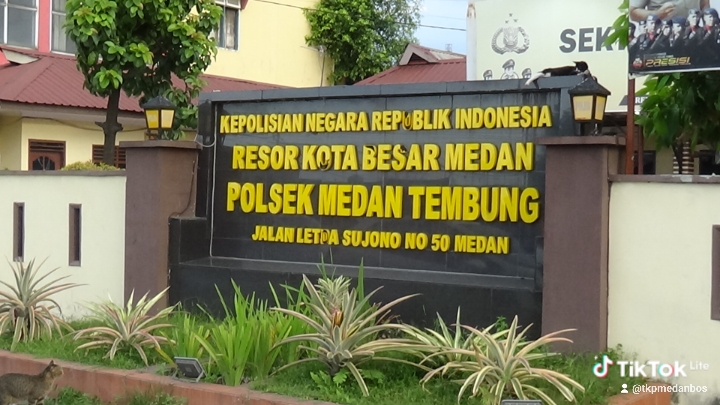 SEK
PRESISI
KEPOLISIAN NEGARA REPUBLIK INDONESIA
RESOR KOTA BESAR MEDAN
POLSEK MEDAN TEMBUNG
JALAN LETDA SUJONO NO 50 MEDAN
TikTok Lite
@tkpmedanbos